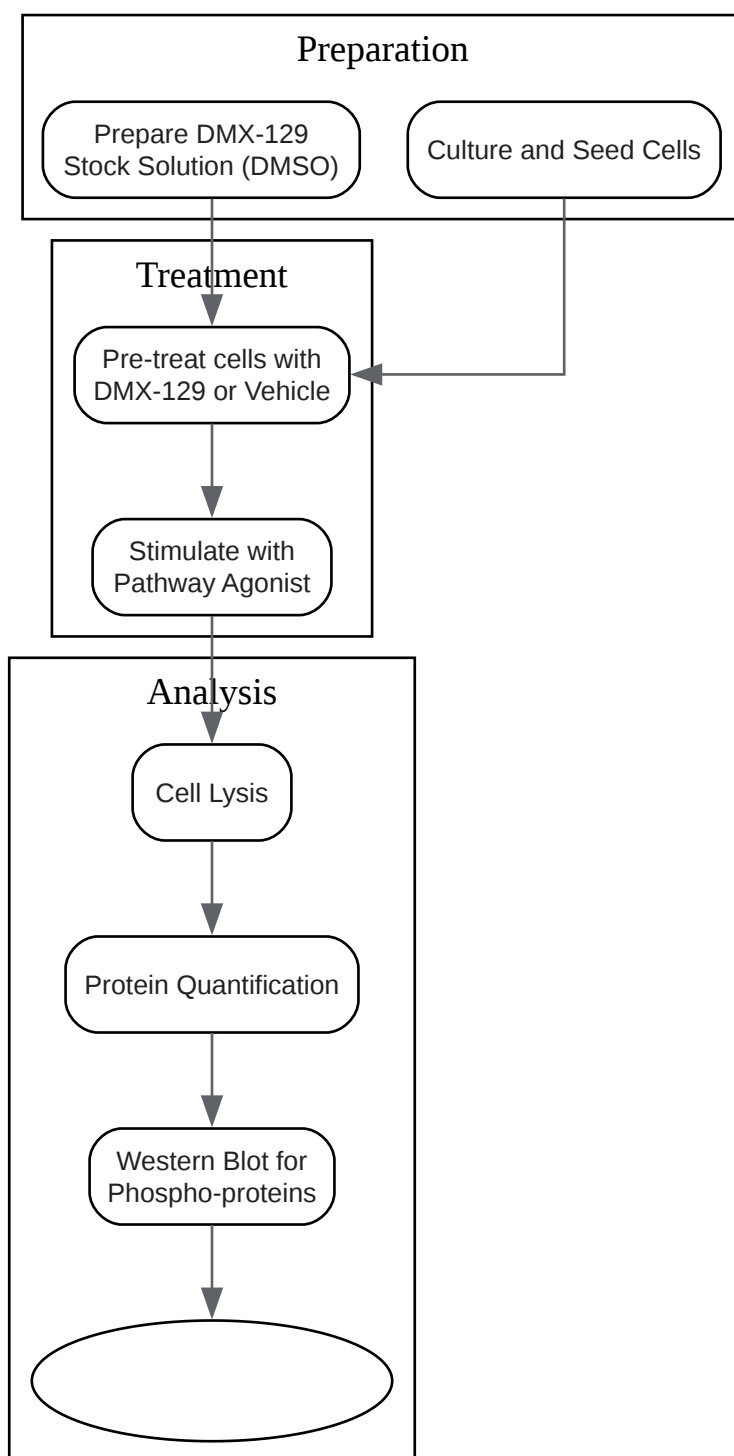 Preparation
Prepare DMX-129
Stock Solution (DMSO)
Culture and Seed Cells
Treatment
Pre-treat cells with
DMX-129 or Vehicle
Stimulate with
Pathway Agonist
Analysis
Cell Lysis
Protein Quantification
Western Blot for
Phospho-proteins